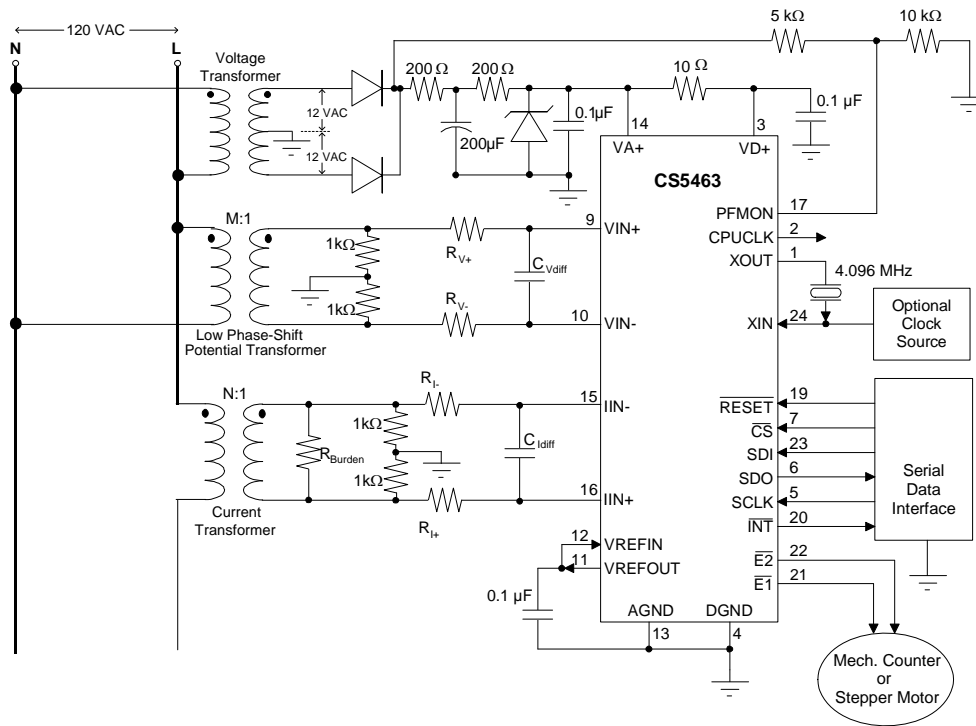 120 VAC
N
L
Voltage
Transformer
12 VAC
12 VAC
200 Ω
200 Ω
200µF
0.1µF
10 Ω
5 kΩ
10 kΩ
0.1 µF
14
3
VA+
VD+
CS5463
PFMON
17
CPUCLK
2
XOUT
1
4.096 MHz
XIN
24
Optional
Clock
Source
M:1
1kΩ
1kΩ
RV+
RV-
CVdiff
9
VIN+
10
VIN-
Low Phase-Shift
Potential Transformer
N:1
RBurden
1kΩ
1kΩ
RI-
RI+
CIdiff
15
IIN-
16
IIN+
Current
Transformer
RESET
19
CS
7
SDI
23
SDO
6
SCLK
5
INT
20
Serial
Data
Interface
E2
22
E1
21
12
VREFIN
11
VREFOUT
0.1 µF
AGND
DGND
13
4
Mech. Counter
or
Stepper Motor